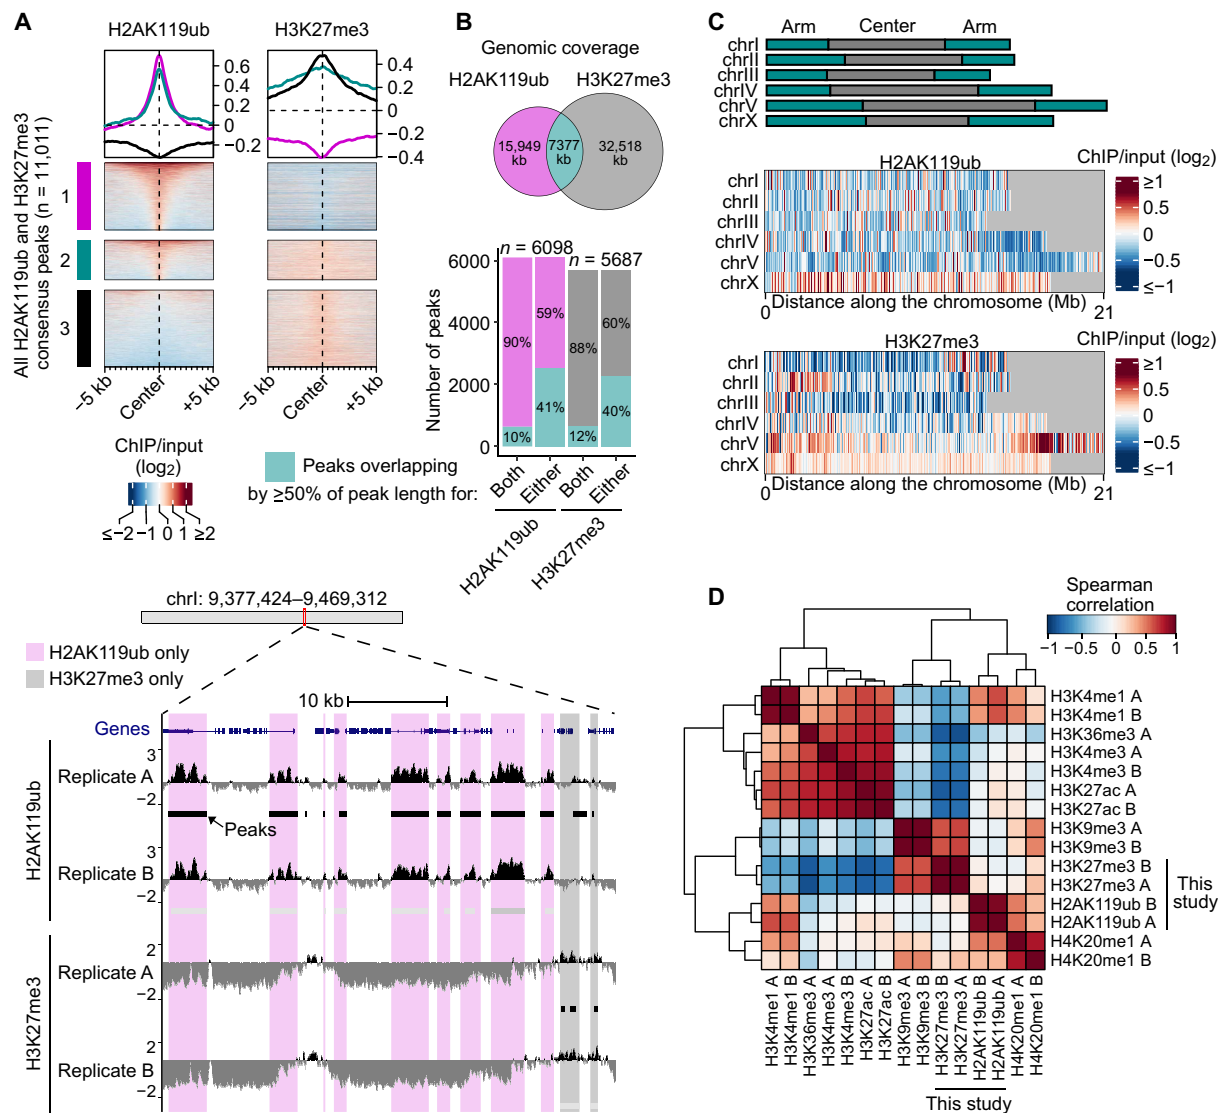 A
H2AK119ub
H3K27me3
0.6
0.4
0.2
0
−0.2
0.4
0.2
0
−0.2
−0.4
All H2AK119ub and H3K27me3
consensus peaks (n = 11,011)
1
2
3
−5 kb
Center
+5 kb
−5 kb
Center
+5 kb
ChIP/input
(log2)
≤−2
−1
0
1
≥2
B
Genomic coverage
H2AK119ub
H3K27me3
15,949
kb
7377
kb
32,518
kb
n = 6098
n = 5687
Number of peaks
6000
4000
2000
0
90%
10%
59%
41%
88%
12%
60%
40%
Both
Either
Both
Either
H2AK119ub
H3K27me3
Peaks overlapping
by ≥50% of peak length for:
C
Arm
Center
Arm
chrI
chrII
chrIII
chrIV
chrV
chrX
H2AK119ub
ChIP/input (log2)
chrI
chrII
chrIII
chrIV
chrV
chrX
≥1
0.5
0
−0.5
≤−1
0
Distance along the chromosome (Mb)
21
H3K27me3
ChIP/input (log2)
chrI
chrII
chrIII
chrIV
chrV
chrX
≥1
0.5
0
−0.5
≤−1
0
Distance along the chromosome (Mb)
21
chrI: 9,377,424–9,469,312
H2AK119ub only
H3K27me3 only
10 kb
Genes
H2AK119ub
3
Replicate A
−2
Peaks
3
Replicate B
−2
H3K27me3
2
Replicate A
−2
2
Replicate B
−2
D
Spearman
correlation
−1
−0.5
0
0.5
1
H3K4me1 A
H3K4me1 B
H3K36me3 A
H3K4me3 A
H3K4me3 B
H3K27ac A
H3K27ac B
H3K9me3 A
H3K9me3 B
H3K27me3 B
H3K27me3 A
H2AK119ub B
H2AK119ub A
H4K20me1 A
H4K20me1 B
This
study
H3K4me1 A
H3K4me1 B
H3K36me3 A
H3K4me3 A
H3K4me3 B
H3K27ac A
H3K27ac B
H3K9me3 A
H3K9me3 B
H3K27me3 B
H3K27me3 A
H2AK119ub B
H2AK119ub A
H4K20me1 A
H4K20me1 B
This study